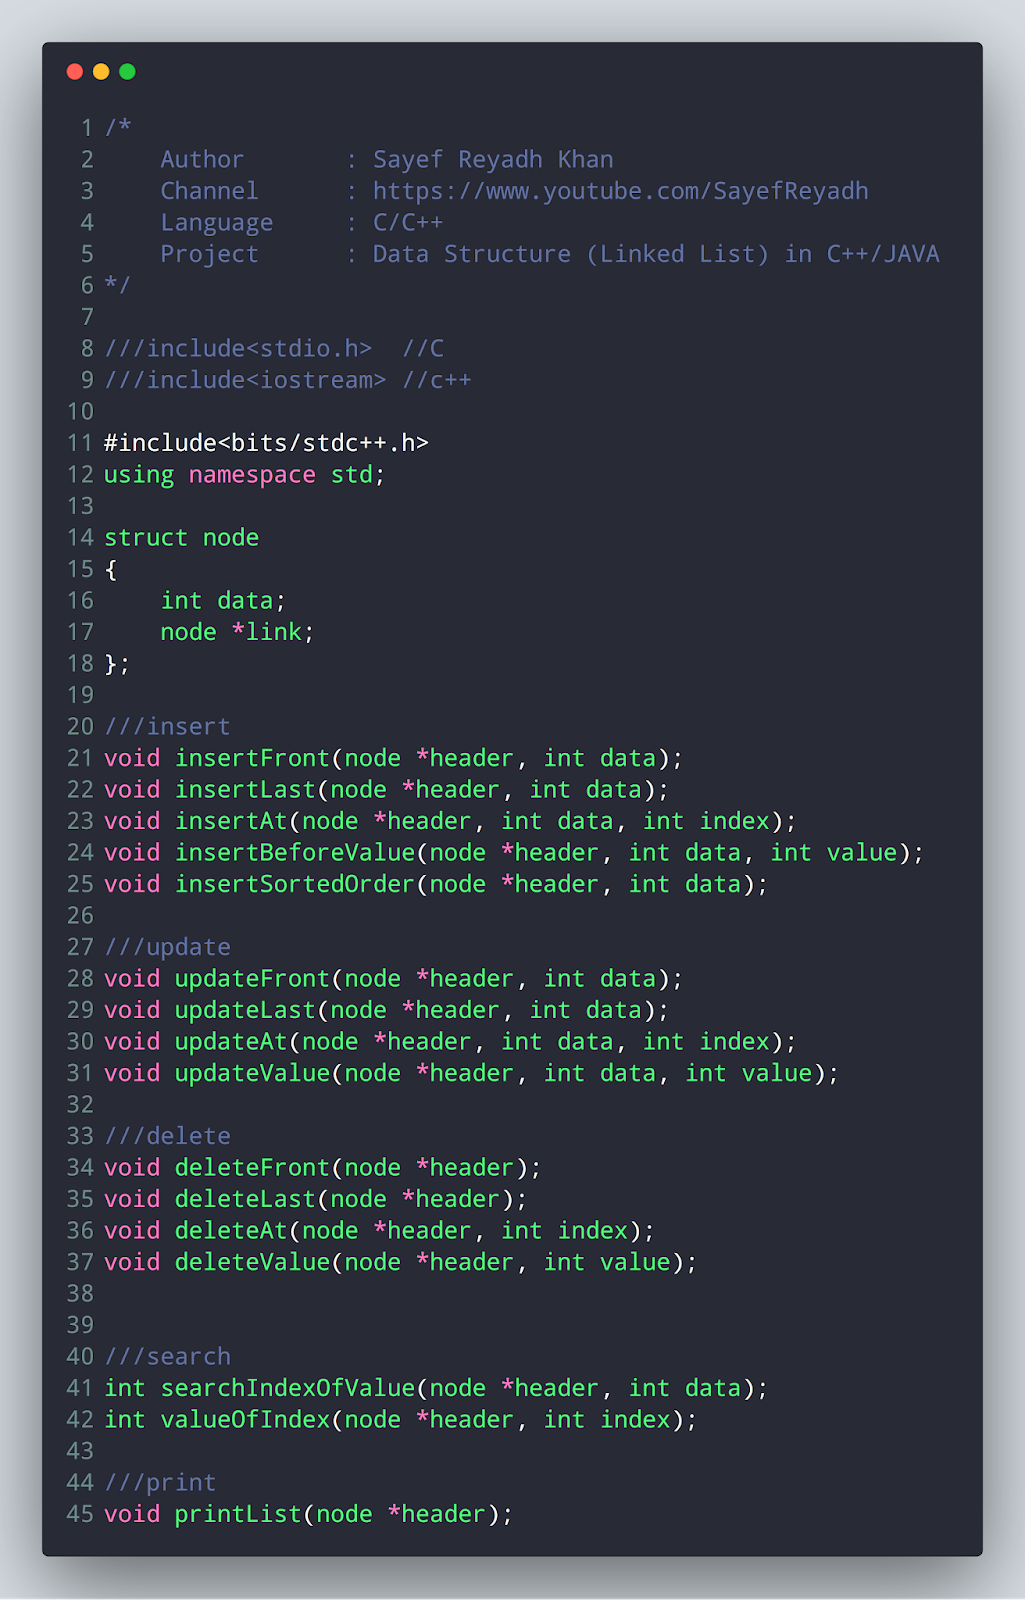 1 /*
2     Author       : Sayef Reyadh Khan
3     Channel      : https://www.youtube.com/SayefReyadh
4     Language     : C/C++
5     Project      : Data Structure (Linked List) in C++/JAVA
6 */
7
8 ///include<stdio.h>  //C
9 ///include<iostream> //c++
10
11 #include<bits/stdc++.h>
12 using namespace std;
13
14 struct node
15 {
16     int data;
17     node *link;
18 };
19
20 ///insert
21 void insertFront(node *header, int data);
22 void insertLast(node *header, int data);
23 void insertAt(node *header, int data, int index);
24 void insertBeforeValue(node *header, int data, int value);
25 void insertSortedOrder(node *header, int data);
26
27 ///update
28 void updateFront(node *header, int data);
29 void updateLast(node *header, int data);
30 void updateAt(node *header, int data, int index);
31 void updateValue(node *header, int data, int value);
32
33 ///delete
34 void deleteFront(node *header);
35 void deleteLast(node *header);
36 void deleteAt(node *header, int index);
37 void deleteValue(node *header, int value);
38
39
40 ///search
41 int searchIndexOfValue(node *header, int data);
42 int valueOfIndex(node *header, int index);
43
44 ///print
45 void printList(node *header);